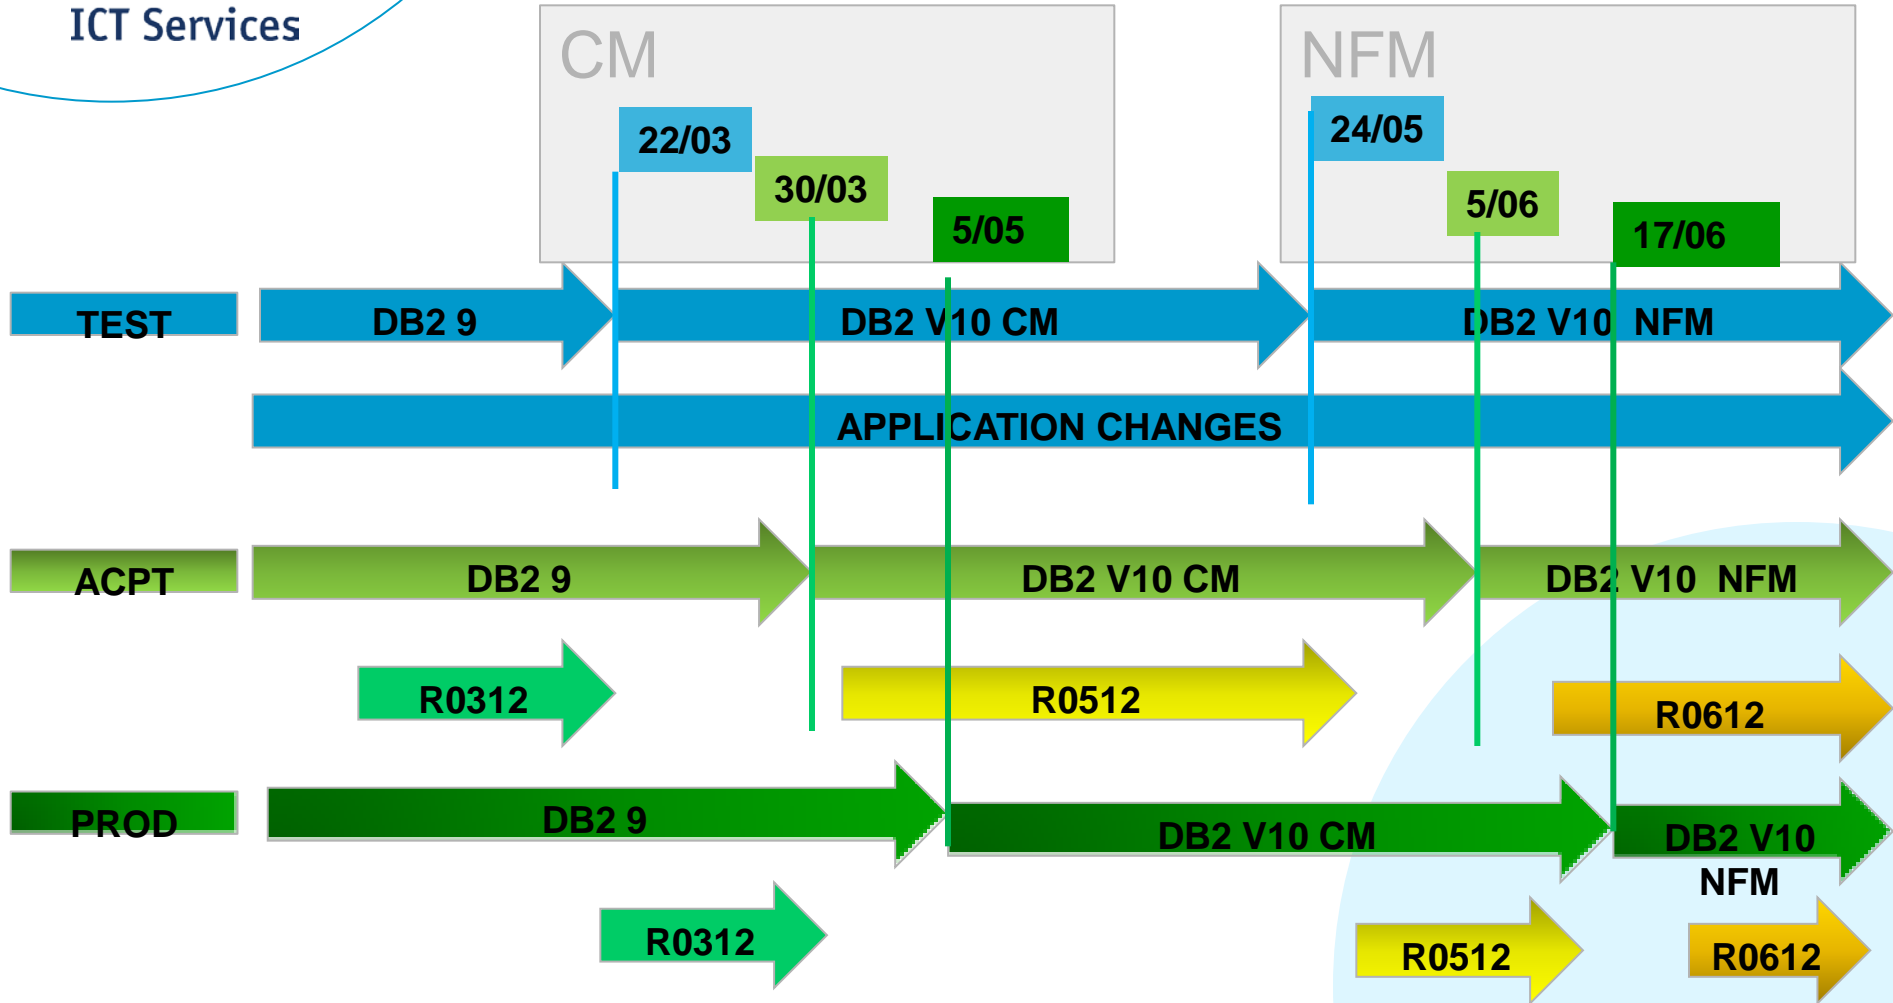 ICT Services
CM
NFM
22/03
30/03
5/05
24/05
5/06
17/06
TEST
DB2 9
DB2 V10 CM
DB2 V10 NFM
APPLICATION CHANGES
ACPT
DB2 9
DB2 V10 CM
DB2 V10 NFM
R0312
R0512
R0612
PROD
DB2 9
DB2 V10 CM
DB2 V10
NFM
R0312
R0512
R0612